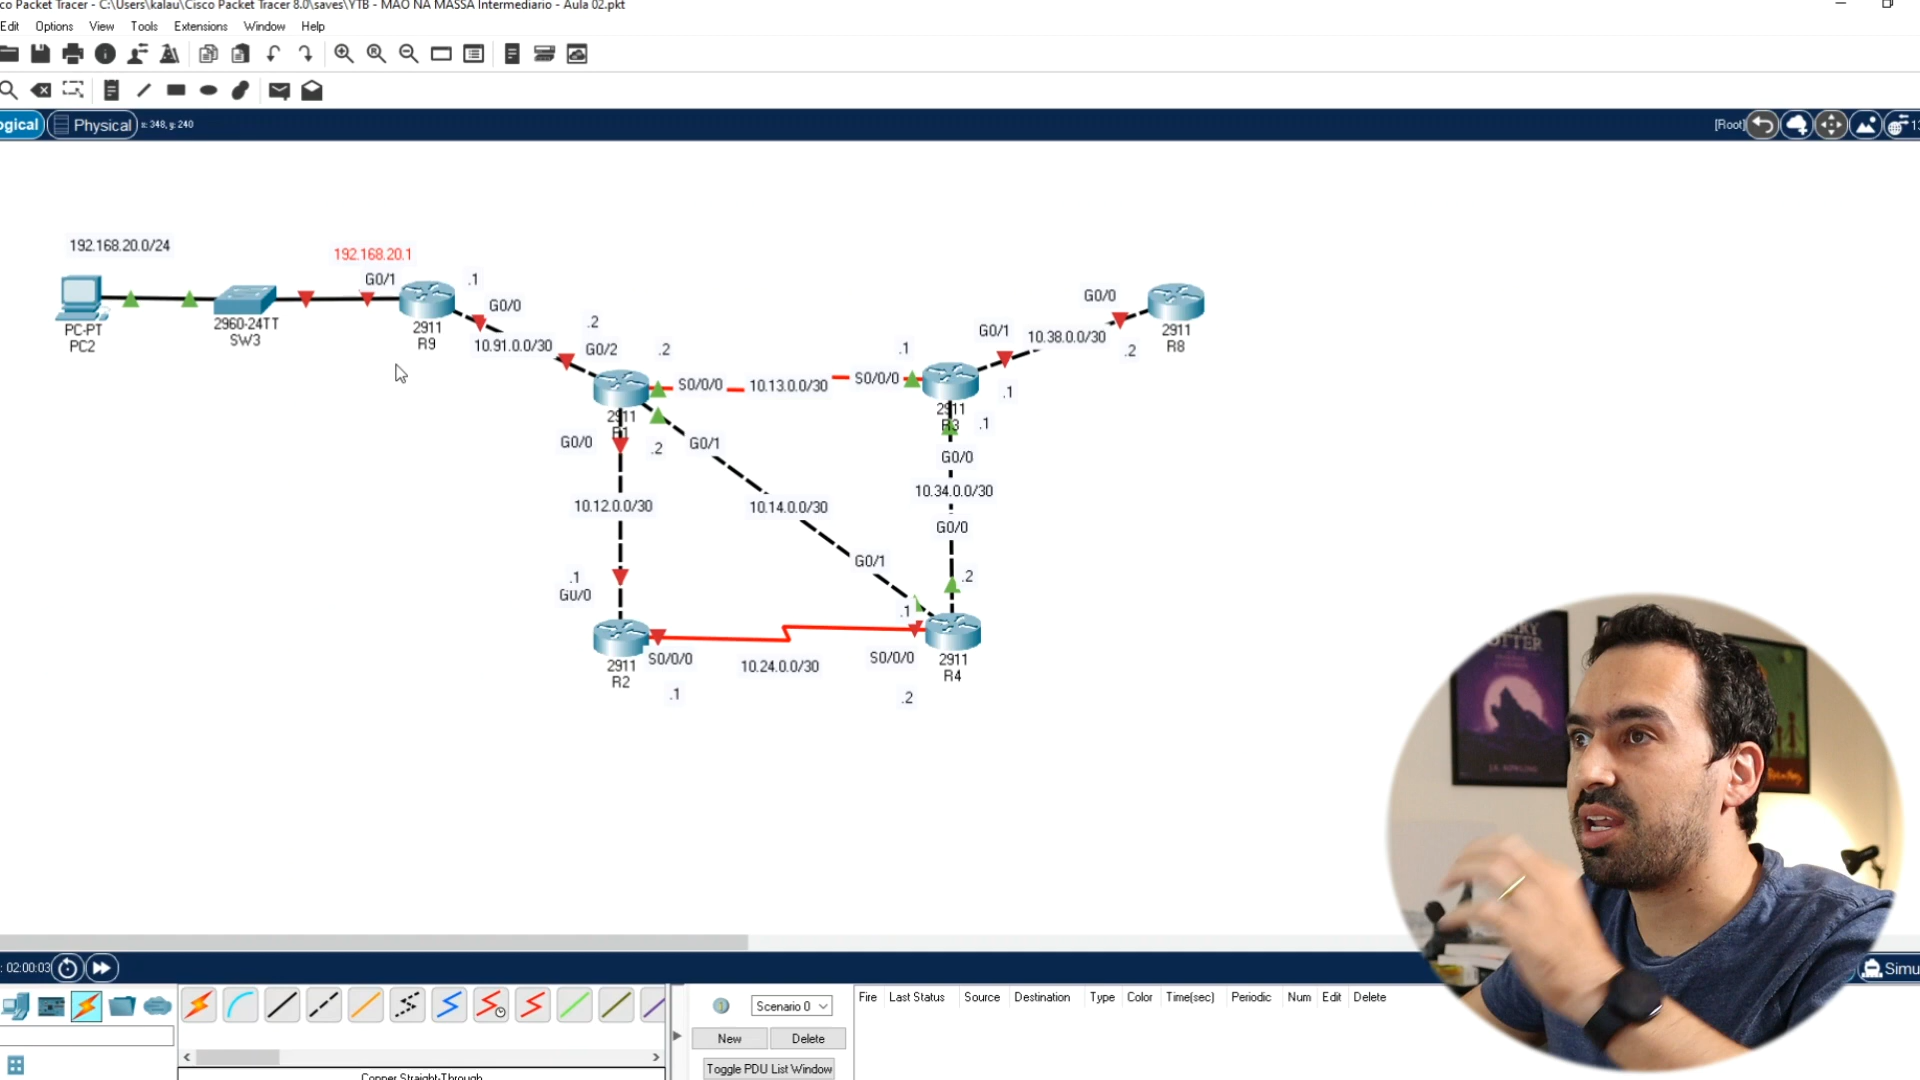 co Packet Tracer - C:\Users\kalau\Cisco Packet Tracer 8.0\saves\YTB - MAO NA MASSA Intermediario - Aula 02.pkt
Edit Options View Tools Extensions Window Help
ogical Physical x: 348, y: 240 [Root]
192.168.20.0/24
192.168.20.1
G0/1
.1
G0/0
PC-PT
PC2
2960-24TT
SW3
2911
R9
10.91.0.0/30
.2
G0/2
.2
S0/0/0
10.13.0.0/30
.1
S0/0/0
G0/1
10.38.0.0/30
G0/0
.2
2911
R8
.1
2911
R1
2911
R3
.1
G0/0
.2
G0/1
G0/0
10.34.0.0/30
G0/0
10.12.0.0/30
10.14.0.0/30
G0/1
.2
.1
.1
GU/0
2911
R2
S0/0/0
.1
10.24.0.0/30
S0/0/0
.2
2911
R4
: 02:00:03
Simu
Scenario 0
New Delete
Toggle PDU List Window
Fire Last Status Source Destination Type Color Time(sec) Periodic Num Edit Delete
Copper Straight-Through